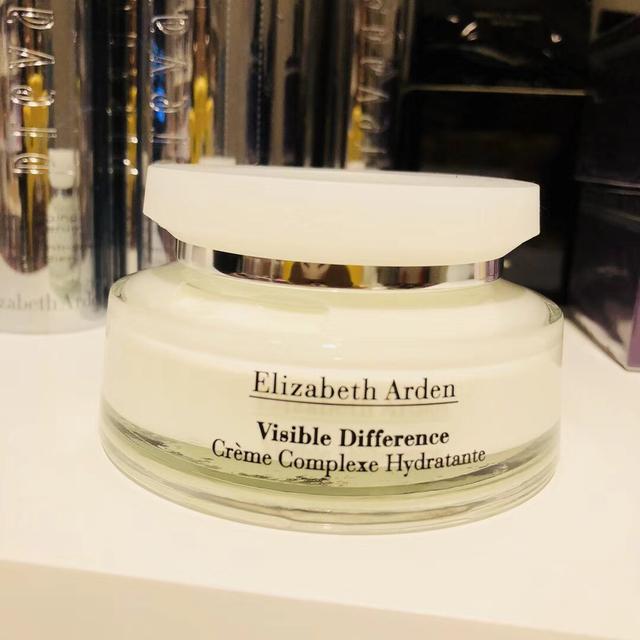 Elizabeth Arden
Visible Difference
Crème Complexe Hydratante